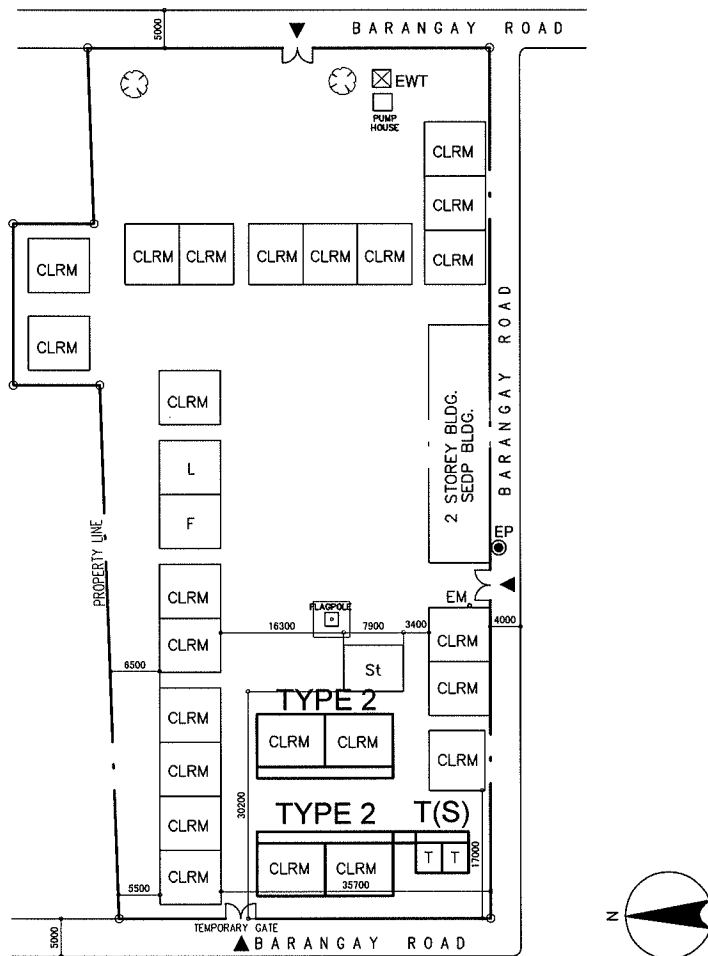 BARANGAY ROAD
5000
EWT
PUMP
HOUSE
CLRM
CLRM
CLRM
CLRM CLRM
CLRM CLRM CLRM
CLRM
CLRM
BARANGAY ROAD
2 STOREY BLDG.
SEDP BLDG.
CLRM
L
F
PROPERTY LINE
EP
CLRM
CLRM
FLAGPOLE
EM
16300
7900
3400
4000
CLRM
CLRM
6500
St
TYPE 2
CLRM CLRM
CLRM
CLRM
CLRM
CLRM
CLRM
30200
TYPE 2
T(S)
CLRM CLRM
T T
17000
35700
5500
TEMPORARY GATE
BARANGAY ROAD
5000
N